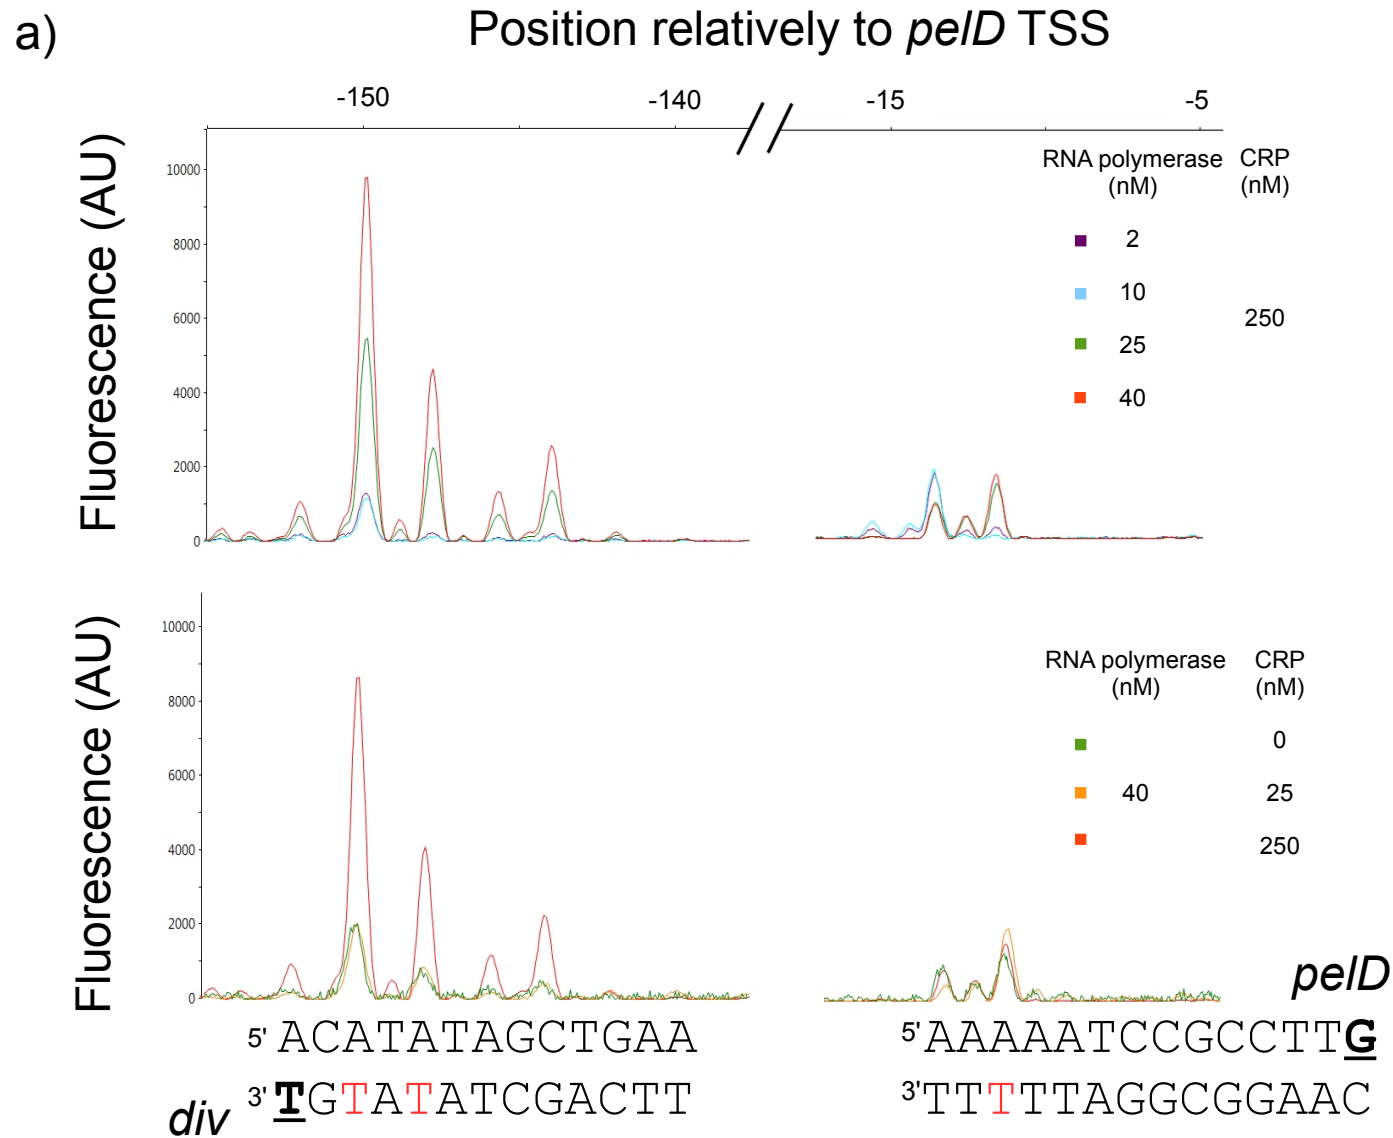 a)
Position relatively to pelD TSS
-150 -140 -15 -5
Fluorescence (AU)
10000
8000
6000
4000
2000
0
RNA polymerase (nM)
CRP (nM)
2
10
25
40
250
Fluorescence (AU)
10000
8000
6000
4000
2000
0
RNA polymerase (nM)
CRP (nM)
0
40 25
250
pelD
5' ACATATAGCTGAA
5' AAAAATCCGCCTTG
div 3' TGTATATCGACTT
3' TTTTTAGGCGGAAC